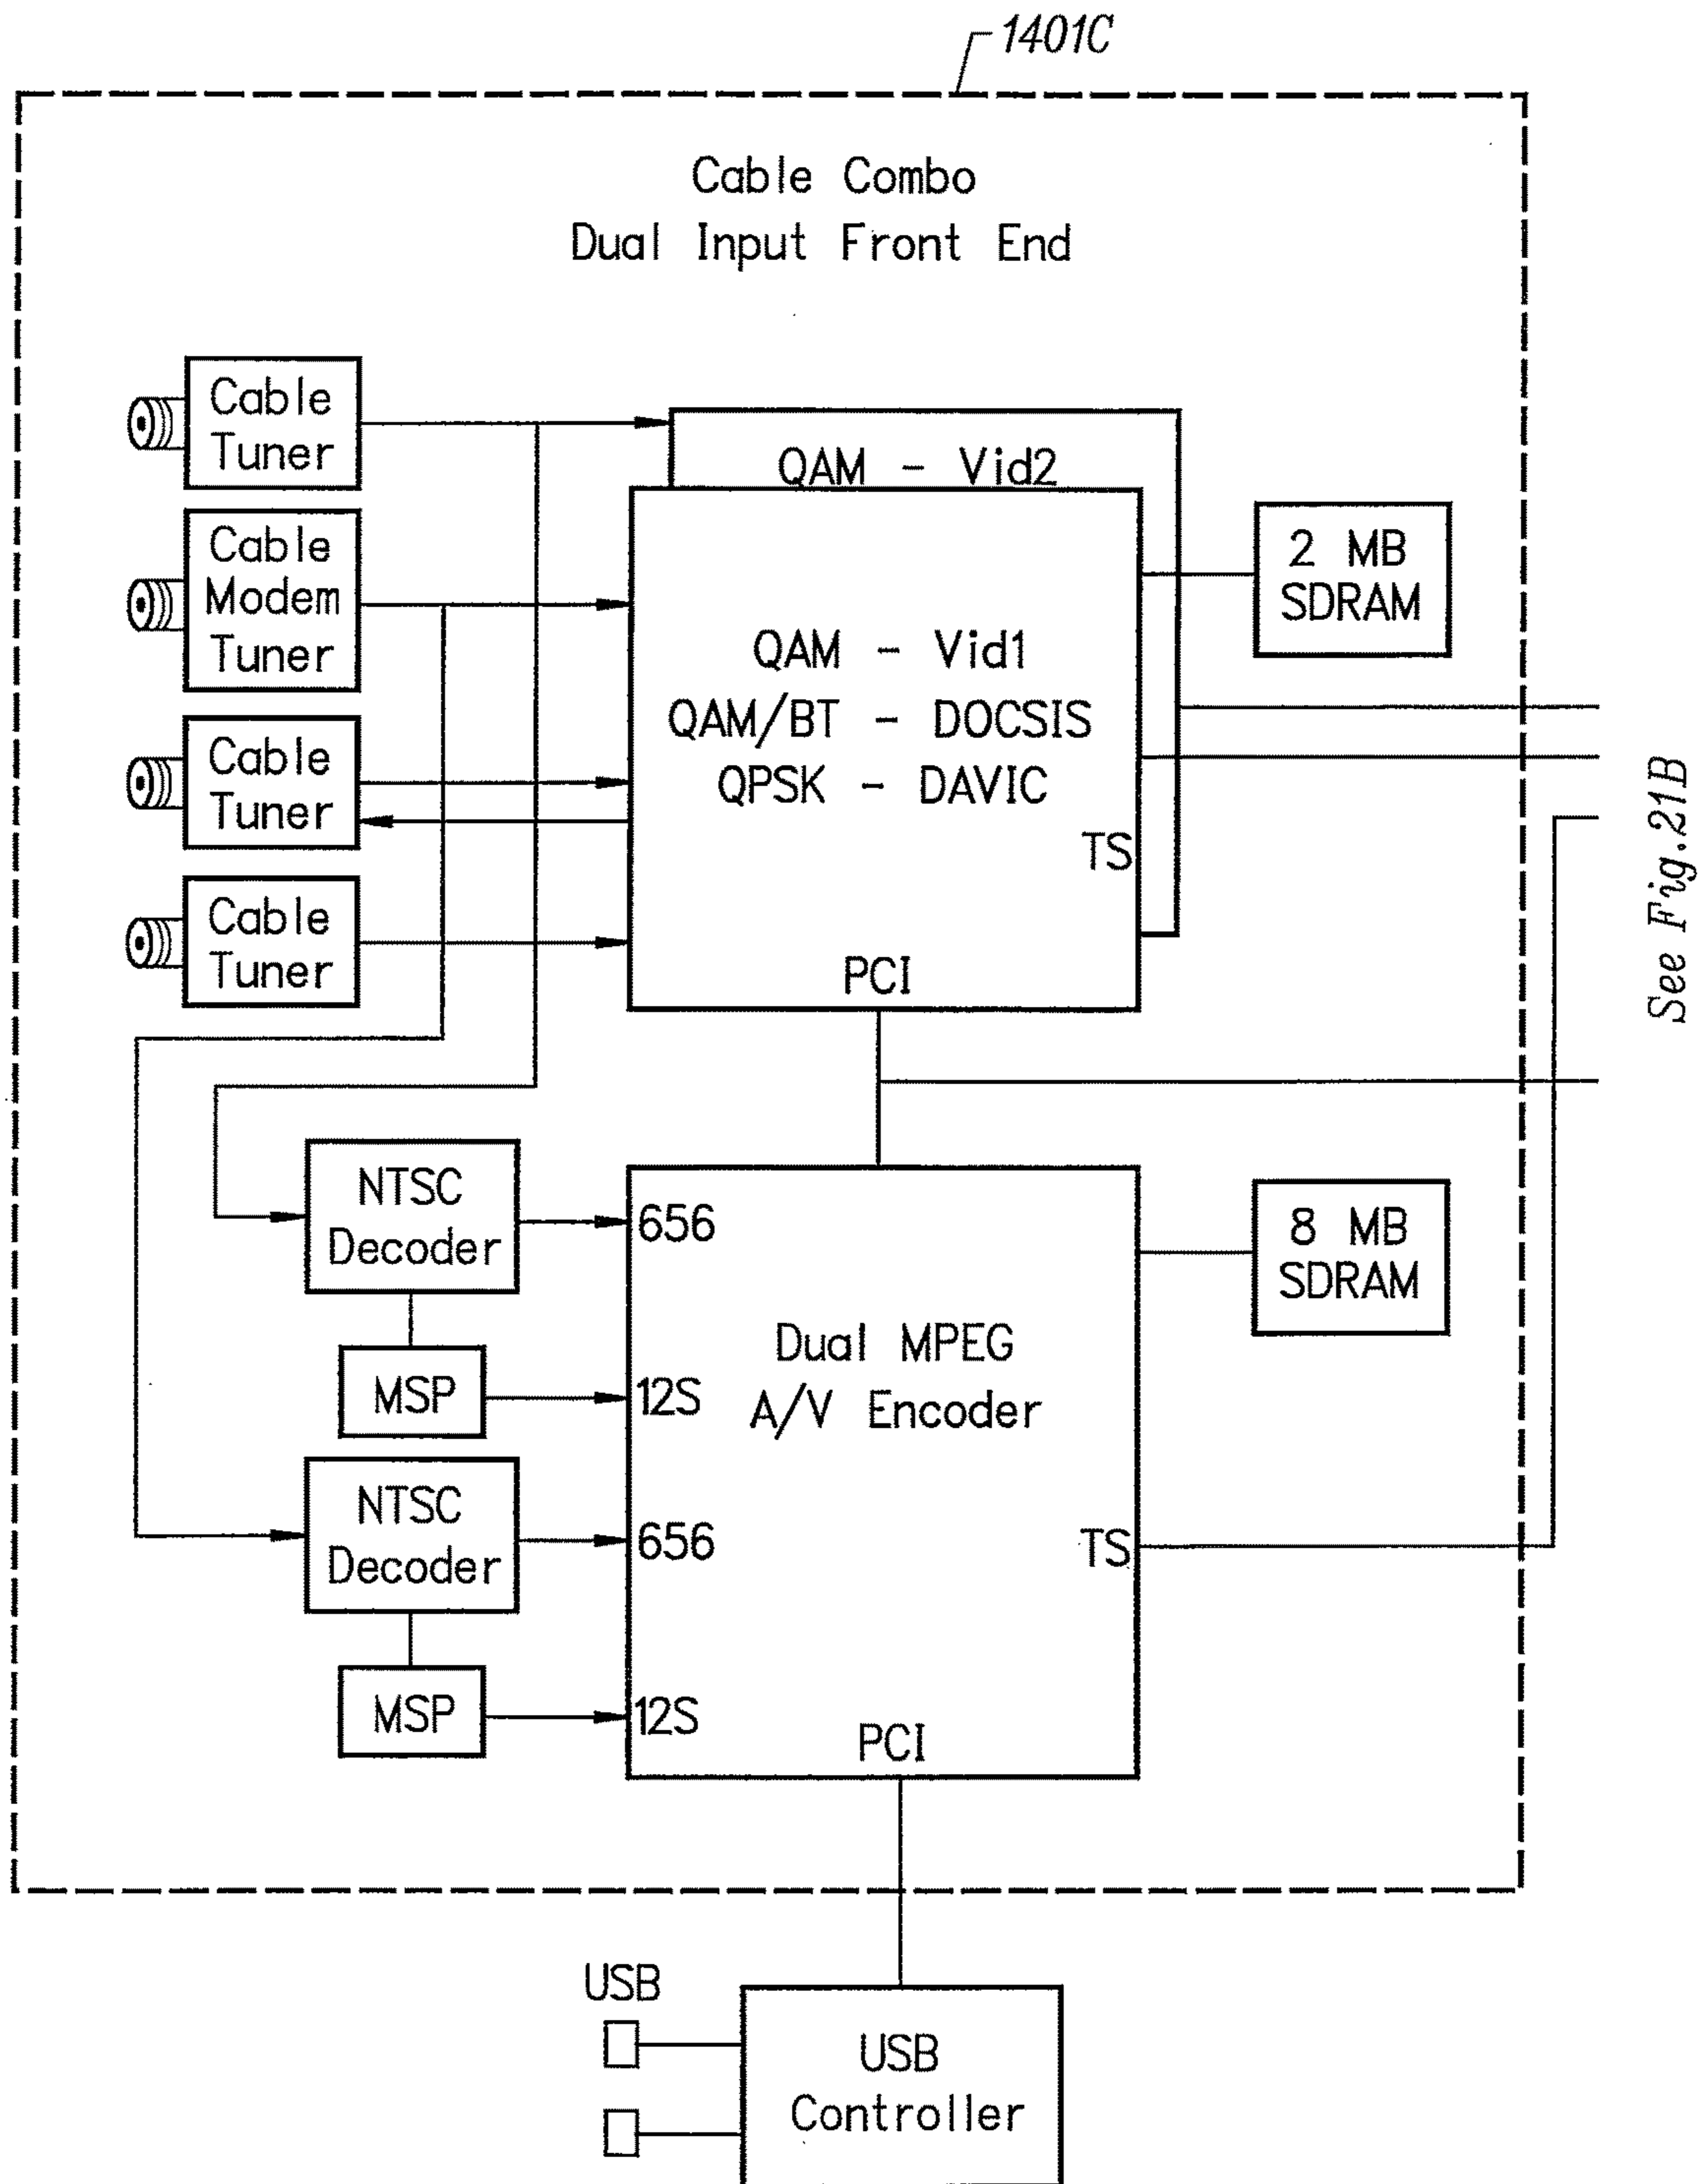 1401C
Cable Combo
Dual Input Front End
Cable
Tuner
Cable
Modem
Tuner
Cable
Tuner
Cable
Tuner
QAM - Vid2
QAM - Vid1
QAM/BT - DOCSIS
QPSK - DAVIC
TS
PCI
2 MB
SDRAM
See Fig.21B
NTSC
Decoder
MSP
NTSC
Decoder
MSP
656
12S
656
12S
Dual MPEG
A/V Encoder
TS
PCI
8 MB
SDRAM
USB
USB
Controller